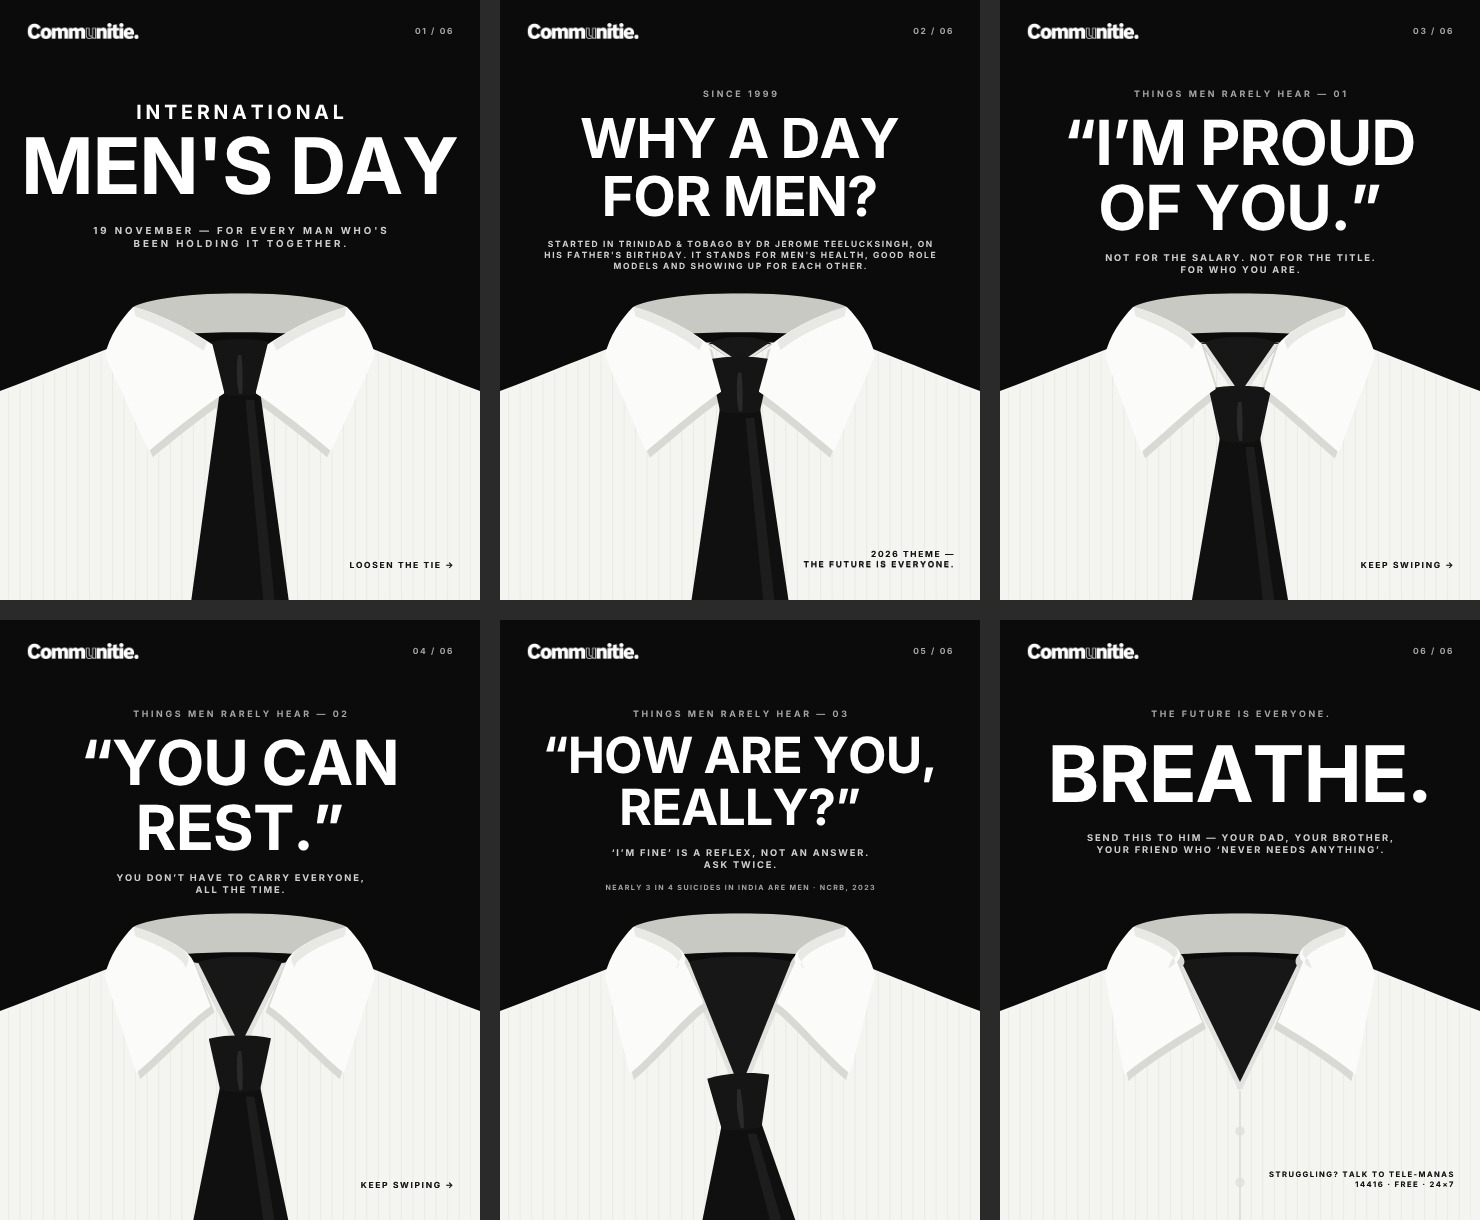 Communitie.
01 / 06
INTERNATIONAL
MEN'S DAY
19 NOVEMBER — FOR EVERY MAN WHO'S
BEEN HOLDING IT TOGETHER.
LOOSEN THE TIE →
Communitie.
02 / 06
SINCE 1999
WHY A DAY
FOR MEN?
STARTED IN TRINIDAD & TOBAGO BY DR JEROME TEELUCKSINGH, ON
HIS FATHER'S BIRTHDAY. IT STANDS FOR MEN'S HEALTH, GOOD ROLE
MODELS AND SHOWING UP FOR EACH OTHER.
2026 THEME —
THE FUTURE IS EVERYONE.
Communitie.
03 / 06
THINGS MEN RARELY HEAR — 01
“I’M PROUD
OF YOU.”
NOT FOR THE SALARY. NOT FOR THE TITLE.
FOR WHO YOU ARE.
KEEP SWIPING →
Communitie.
04 / 06
THINGS MEN RARELY HEAR — 02
“YOU CAN
REST.”
YOU DON’T HAVE TO CARRY EVERYONE,
ALL THE TIME.
KEEP SWIPING →
Communitie.
05 / 06
THINGS MEN RARELY HEAR — 03
“HOW ARE YOU,
REALLY?”
‘I’M FINE’ IS A REFLEX, NOT AN ANSWER.
ASK TWICE.
NEARLY 3 IN 4 SUICIDES IN INDIA ARE MEN · NCRB, 2023
Communitie.
06 / 06
THE FUTURE IS EVERYONE.
BREATHE.
SEND THIS TO HIM — YOUR DAD, YOUR BROTHER,
YOUR FRIEND WHO ‘NEVER NEEDS ANYTHING’.
STRUGGLING? TALK TO TELE-MANAS
14416 · FREE · 24×7